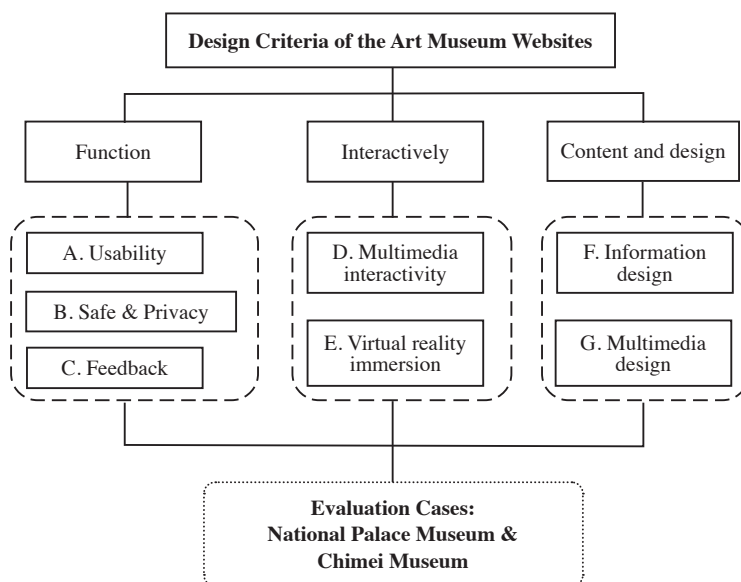 Design Criteria of the Art Museum Websites
Function
Interactively
Content and design
A. Usability
B. Safe & Privacy
C. Feedback
D. Multimedia
interactivity
E. Virtual reality
immersion
F. Information
design
G. Multimedia
design
Evaluation Cases:
National Palace Museum &
Chimei Museum